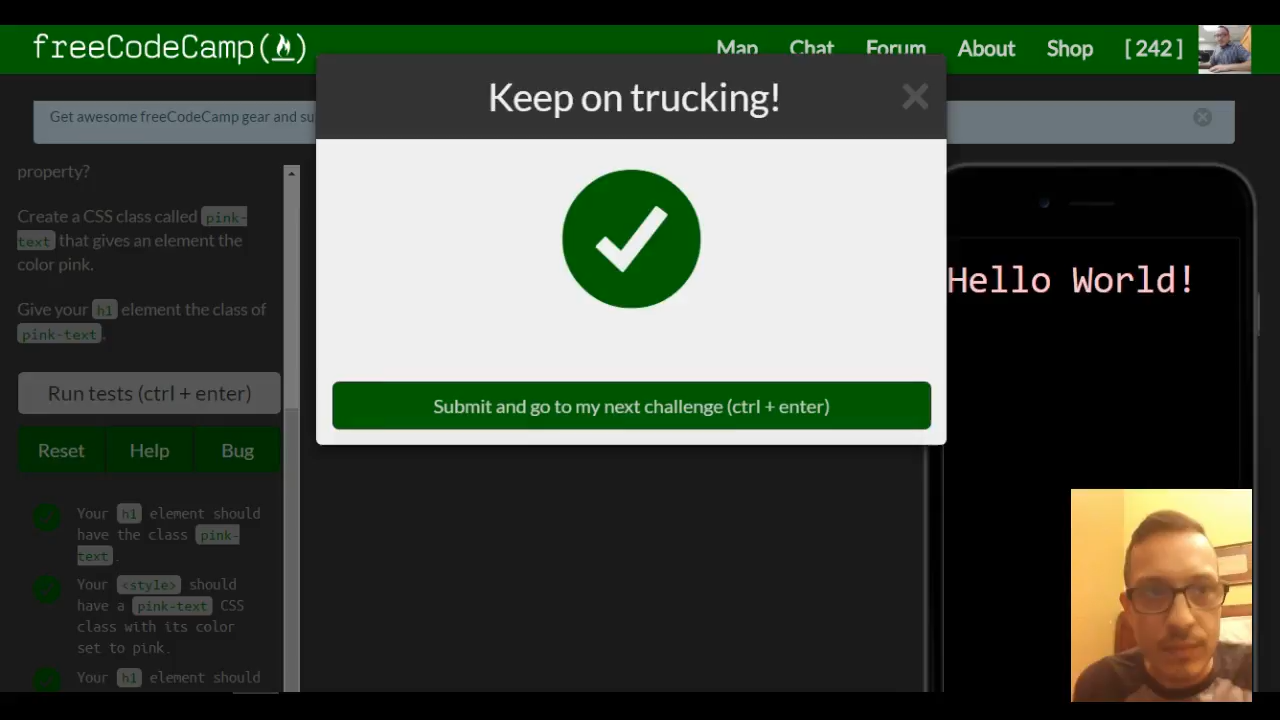 freeCodeCamp(🔥)
Map Chat Forum About Shop [ 242 ]
Keep on trucking!
Get awesome freeCodeCamp gear and su
property?
Create a CSS class called pink-
text that gives an element the
color pink.
Give your h1 element the class of
pink-text.
Run tests (ctrl + enter)
Reset Help Bug
Your h1 element should
have the class pink-
text.
Your <style> should
have a pink-text CSS
class with its color
set to pink.
Your h1 element should
Submit and go to my next challenge (ctrl + enter)
Hello World!